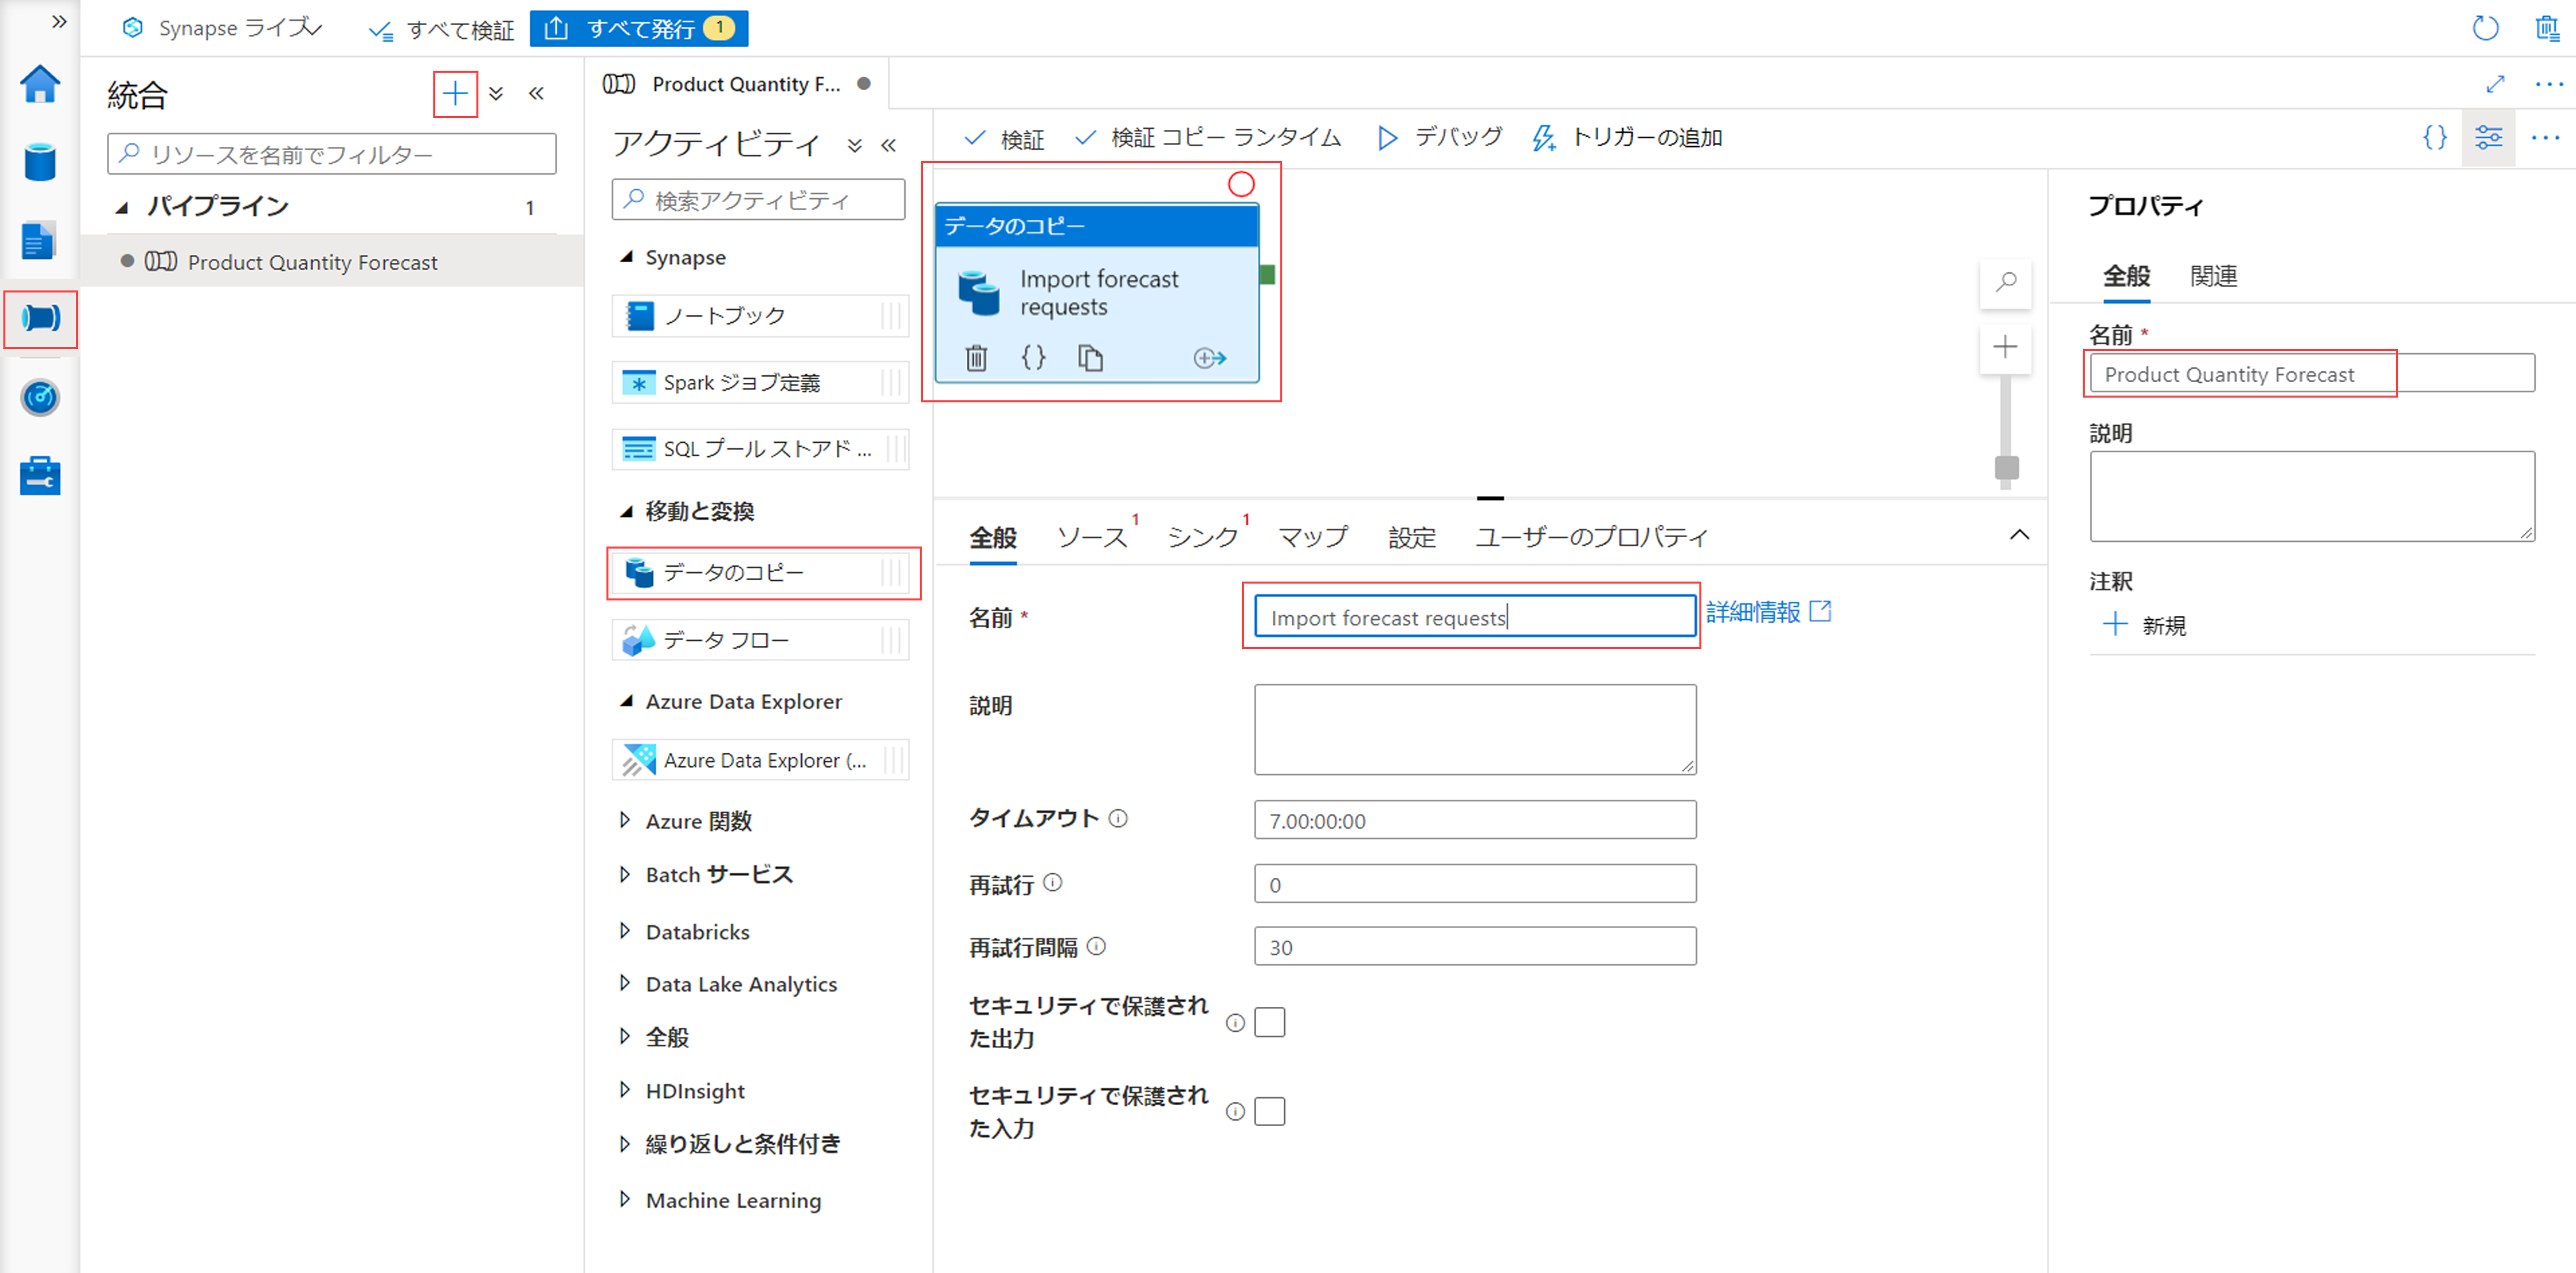 Synapse ライブ
すべて検証
すべて発行 1
統合
リソースを名前でフィルター
パイプライン 1
Product Quantity Forecast
Product Quantity F...
アクティビティ
検索アクティビティ
Synapse
ノートブック
Spark ジョブ定義
SQL プール ストアド ...
移動と変換
データのコピー
データ フロー
Azure Data Explorer
Azure Data Explorer (...
Azure 関数
Batch サービス
Databricks
Data Lake Analytics
全般
HDInsight
繰り返しと条件付き
Machine Learning
検証
検証 コピー ランタイム
デバッグ
トリガーの追加
データのコピー
Import forecast
requests
全般
ソース 1
シンク 1
マップ
設定
ユーザーのプロパティ
名前 *
Import forecast requests
詳細情報
説明
タイムアウト
7.00:00:00
再試行
0
再試行間隔
30
セキュリティで保護され
た出力
セキュリティで保護され
た入力
プロパティ
全般
関連
名前 *
Product Quantity Forecast
説明
注釈
新規